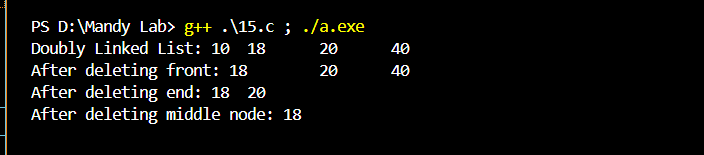 PS D:\Mandy Lab> g++ .\15.c ; ./a.exe
Doubly Linked List: 10  18      20      40
After deleting front: 18        20      40
After deleting end: 18  20
After deleting middle node: 18